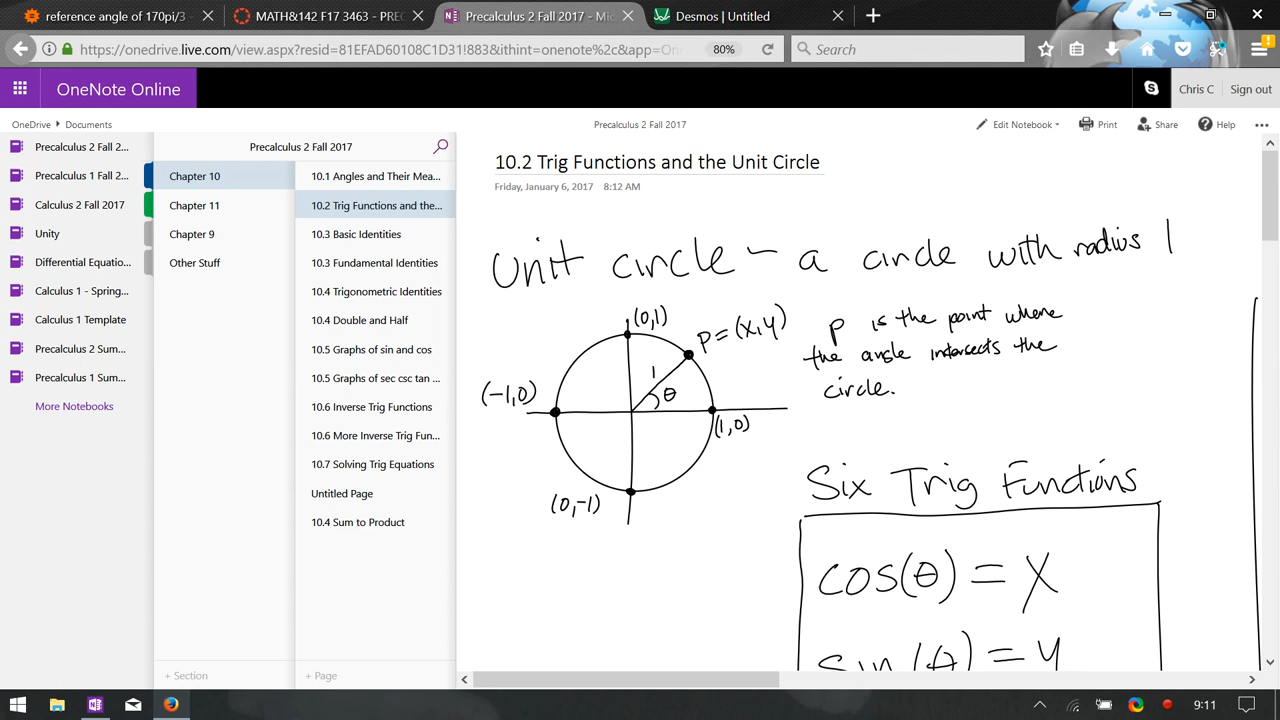 reference angle of 170pi/3 -
MATH&142 F17 3463 - PREC
Precalculus 2 Fall 2017 - Mic
Desmos | Untitled
https://onedrive.live.com/view.aspx?resid=81EFAD60108C1D31!883&ithint=onenote%2c&app=On
80%
Search
OneNote Online
Chris C
Sign out
OneDrive
Documents
Precalculus 2 Fall 2017
Edit Notebook
Print
Share
Help
Precalculus 2 Fall 2...
Precalculus 1 Fall 2...
Calculus 2 Fall 2017
Unity
Differential Equatio...
Calculus 1 - Spring...
Calculus 1 Template
Precalculus 2 Sum...
Precalculus 1 Sum...
More Notebooks
Precalculus 2 Fall 2017
Chapter 10
Chapter 11
Chapter 9
Other Stuff
+ Section
10.1 Angles and Their Mea...
10.2 Trig Functions and the...
10.3 Basic Identities
10.3 Fundamental Identities
10.4 Trigonometric Identities
10.4 Double and Half
10.5 Graphs of sin and cos
10.5 Graphs of sec csc tan ...
10.6 Inverse Trig Functions
10.6 More Inverse Trig Fun...
10.7 Solving Trig Equations
Untitled Page
10.4 Sum to Product
+ Page
10.2 Trig Functions and the Unit Circle
Friday, January 6, 2017 8:12 AM
Unit circle - a circle with radius 1
(0,1)
P=(x,y)
1
θ
(-1,0)
(1,0)
(0,-1)
P is the point where
the angle intersects the
circle.
Six Trig Functions
cos(θ) = x
sin(θ) = y
9:11